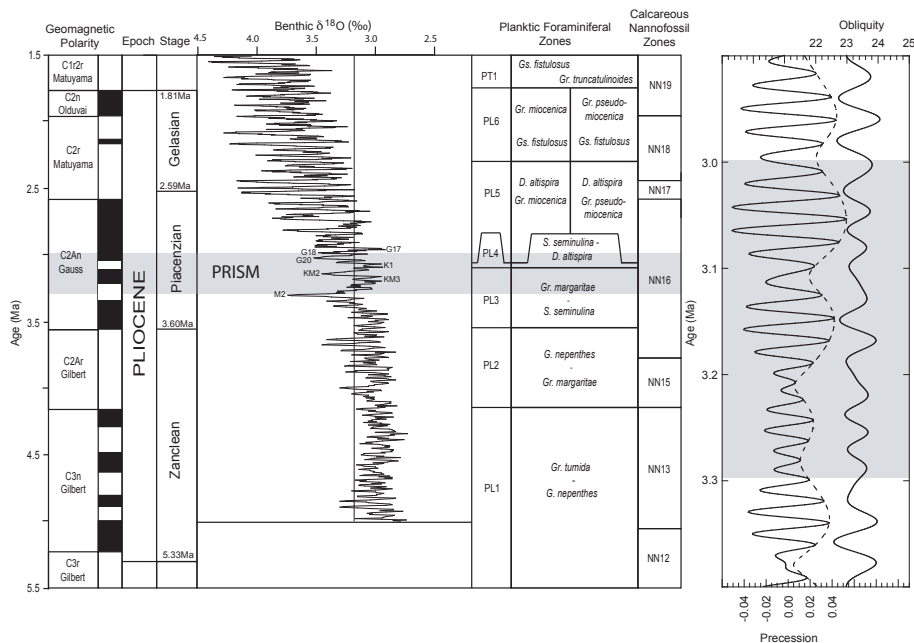 Geomagnetic
Polarity
Epoch
Stage
Benthic δ18O (‰)
4.5
4.0
3.5
3.0
2.5
Planktic Foraminiferal
Zones
Calcareous
Nannofossil
Zones
Age (Ma)
1.5
2.5
3.5
4.5
5.5
C1r2r
Matuyama
C2n
Olduvai
C2r
Matuyama
C2An
Gauss
C2Ar
Gilbert
C3n
Gilbert
C3r
Gilbert
PLIOCENE
1.81Ma
Gelasian
2.59Ma
Piacenzian
3.60Ma
Zanclean
5.33Ma
PRISM
G18
G17
G20
K1
KM2
KM3
M2
PT1
PL6
PL5
PL4
PL3
PL2
PL1
Gs. fistulosus
-
Gr. truncatulinoides
Gr. miocenica
-
Gs. fistulosus
Gr. pseudo-
miocenica
-
Gs. fistulosus
D. altispira
Gr. miocenica
D. altispira
-
Gr. pseudo-
miocenica
S. seminulina -
D. altispira
Gr. margaritae
-
S. seminulina
G. nepenthes
-
Gr. margaritae
Gr. tumida
-
G. nepenthes
NN19
NN18
NN17
NN16
NN15
NN13
NN12
Obliquity
22 23 24 25
Age (Ma)
3.0
3.1
3.2
3.3
-0.04
-0.02
0.00
0.02
0.04
Precession